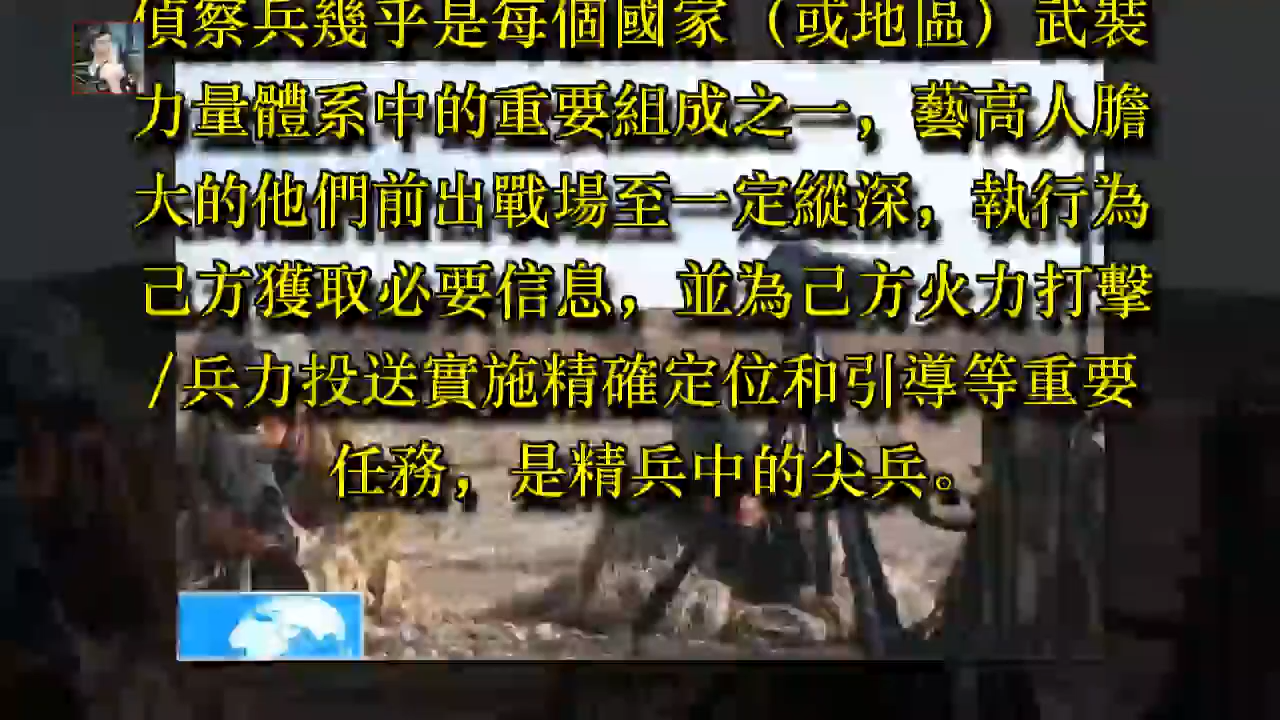 偵察兵幾乎是每個國家（或地區）武裝
力量體系中的重要組成之一，藝高人膽
大的他們前出戰場至一定縱深，執行為
己方獲取必要信息，並為己方火力打擊
/兵力投送實施精確定位和引導等重要
任務，是精兵中的尖兵。